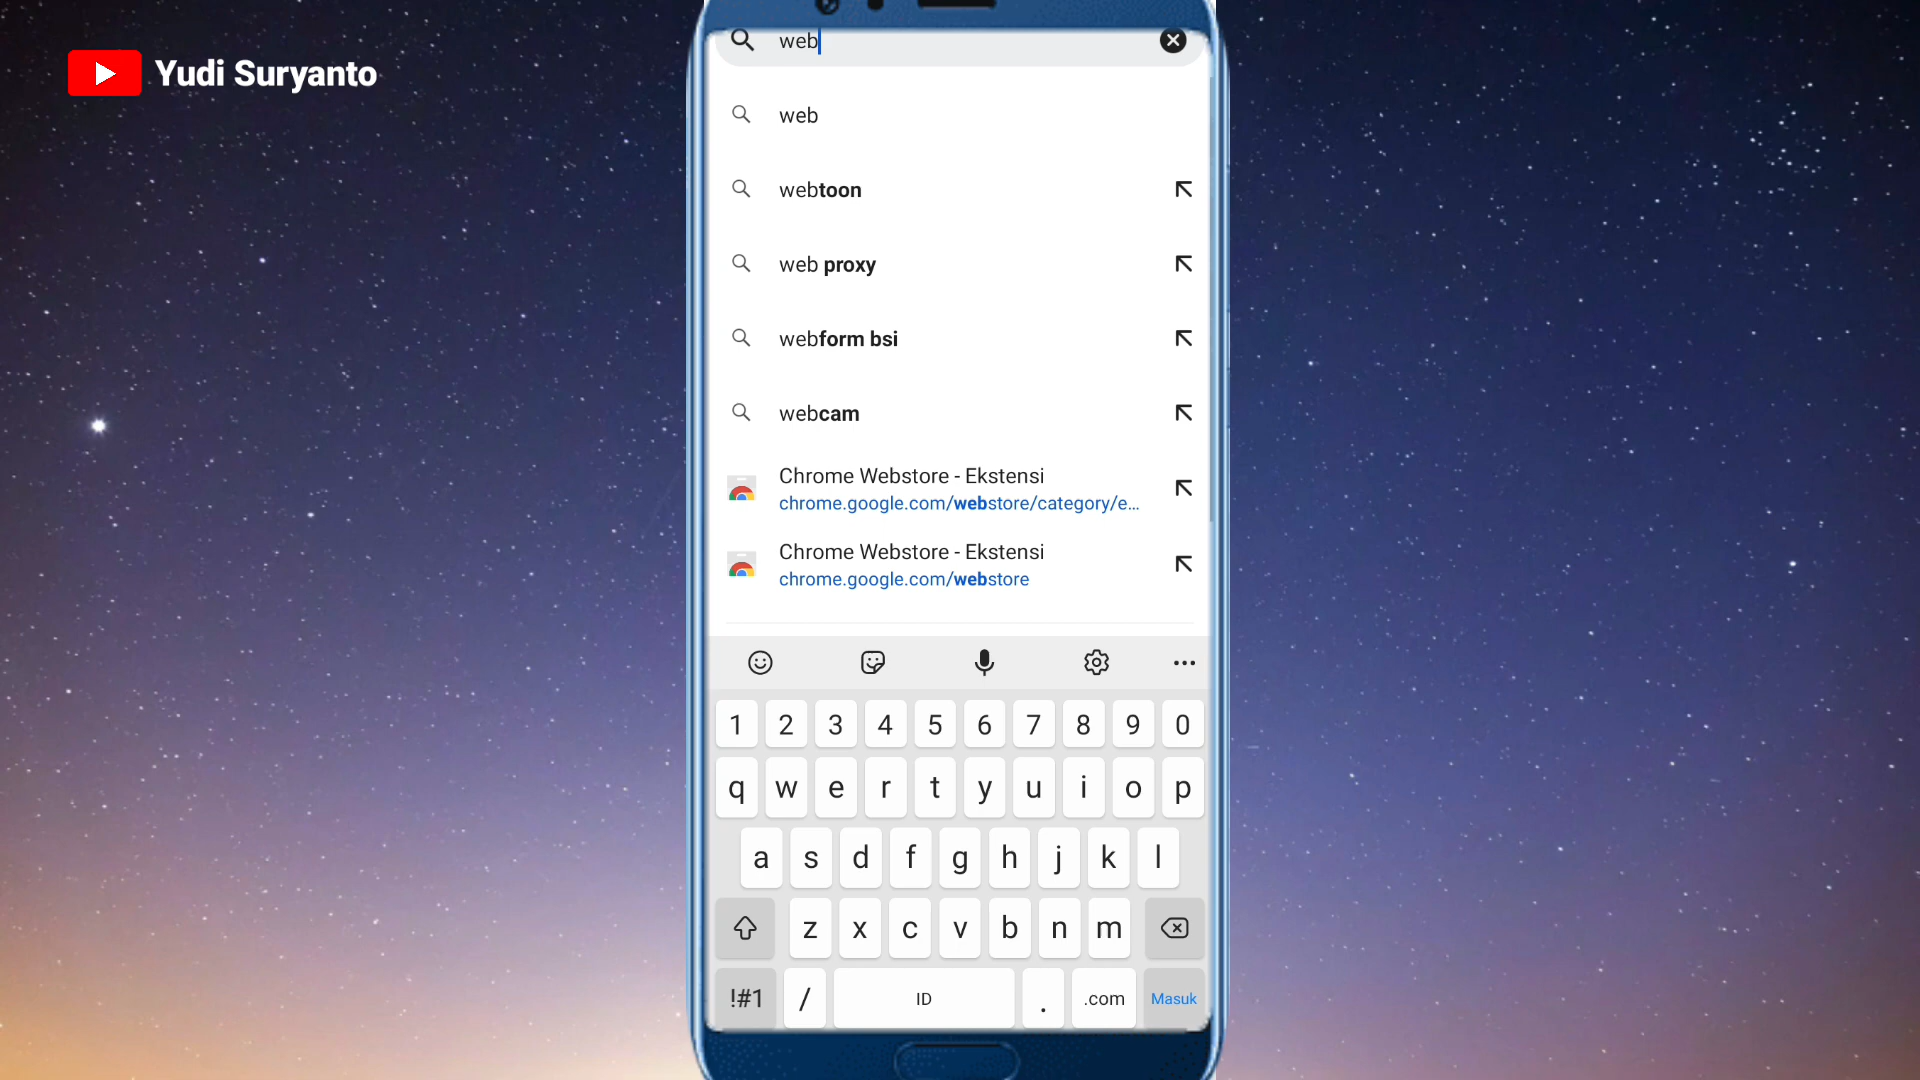 Yudi Suryanto
web
web
webtoon
web proxy
webform bsi
webcam
Chrome Webstore - Ekstensi
chrome.google.com/webstore/category/e...
Chrome Webstore - Ekstensi
chrome.google.com/webstore
1 2 3 4 5 6 7 8 9 0
q w e r t y u i o p
a s d f g h j k l
z x c v b n m
!#1 / ID . .com Masuk